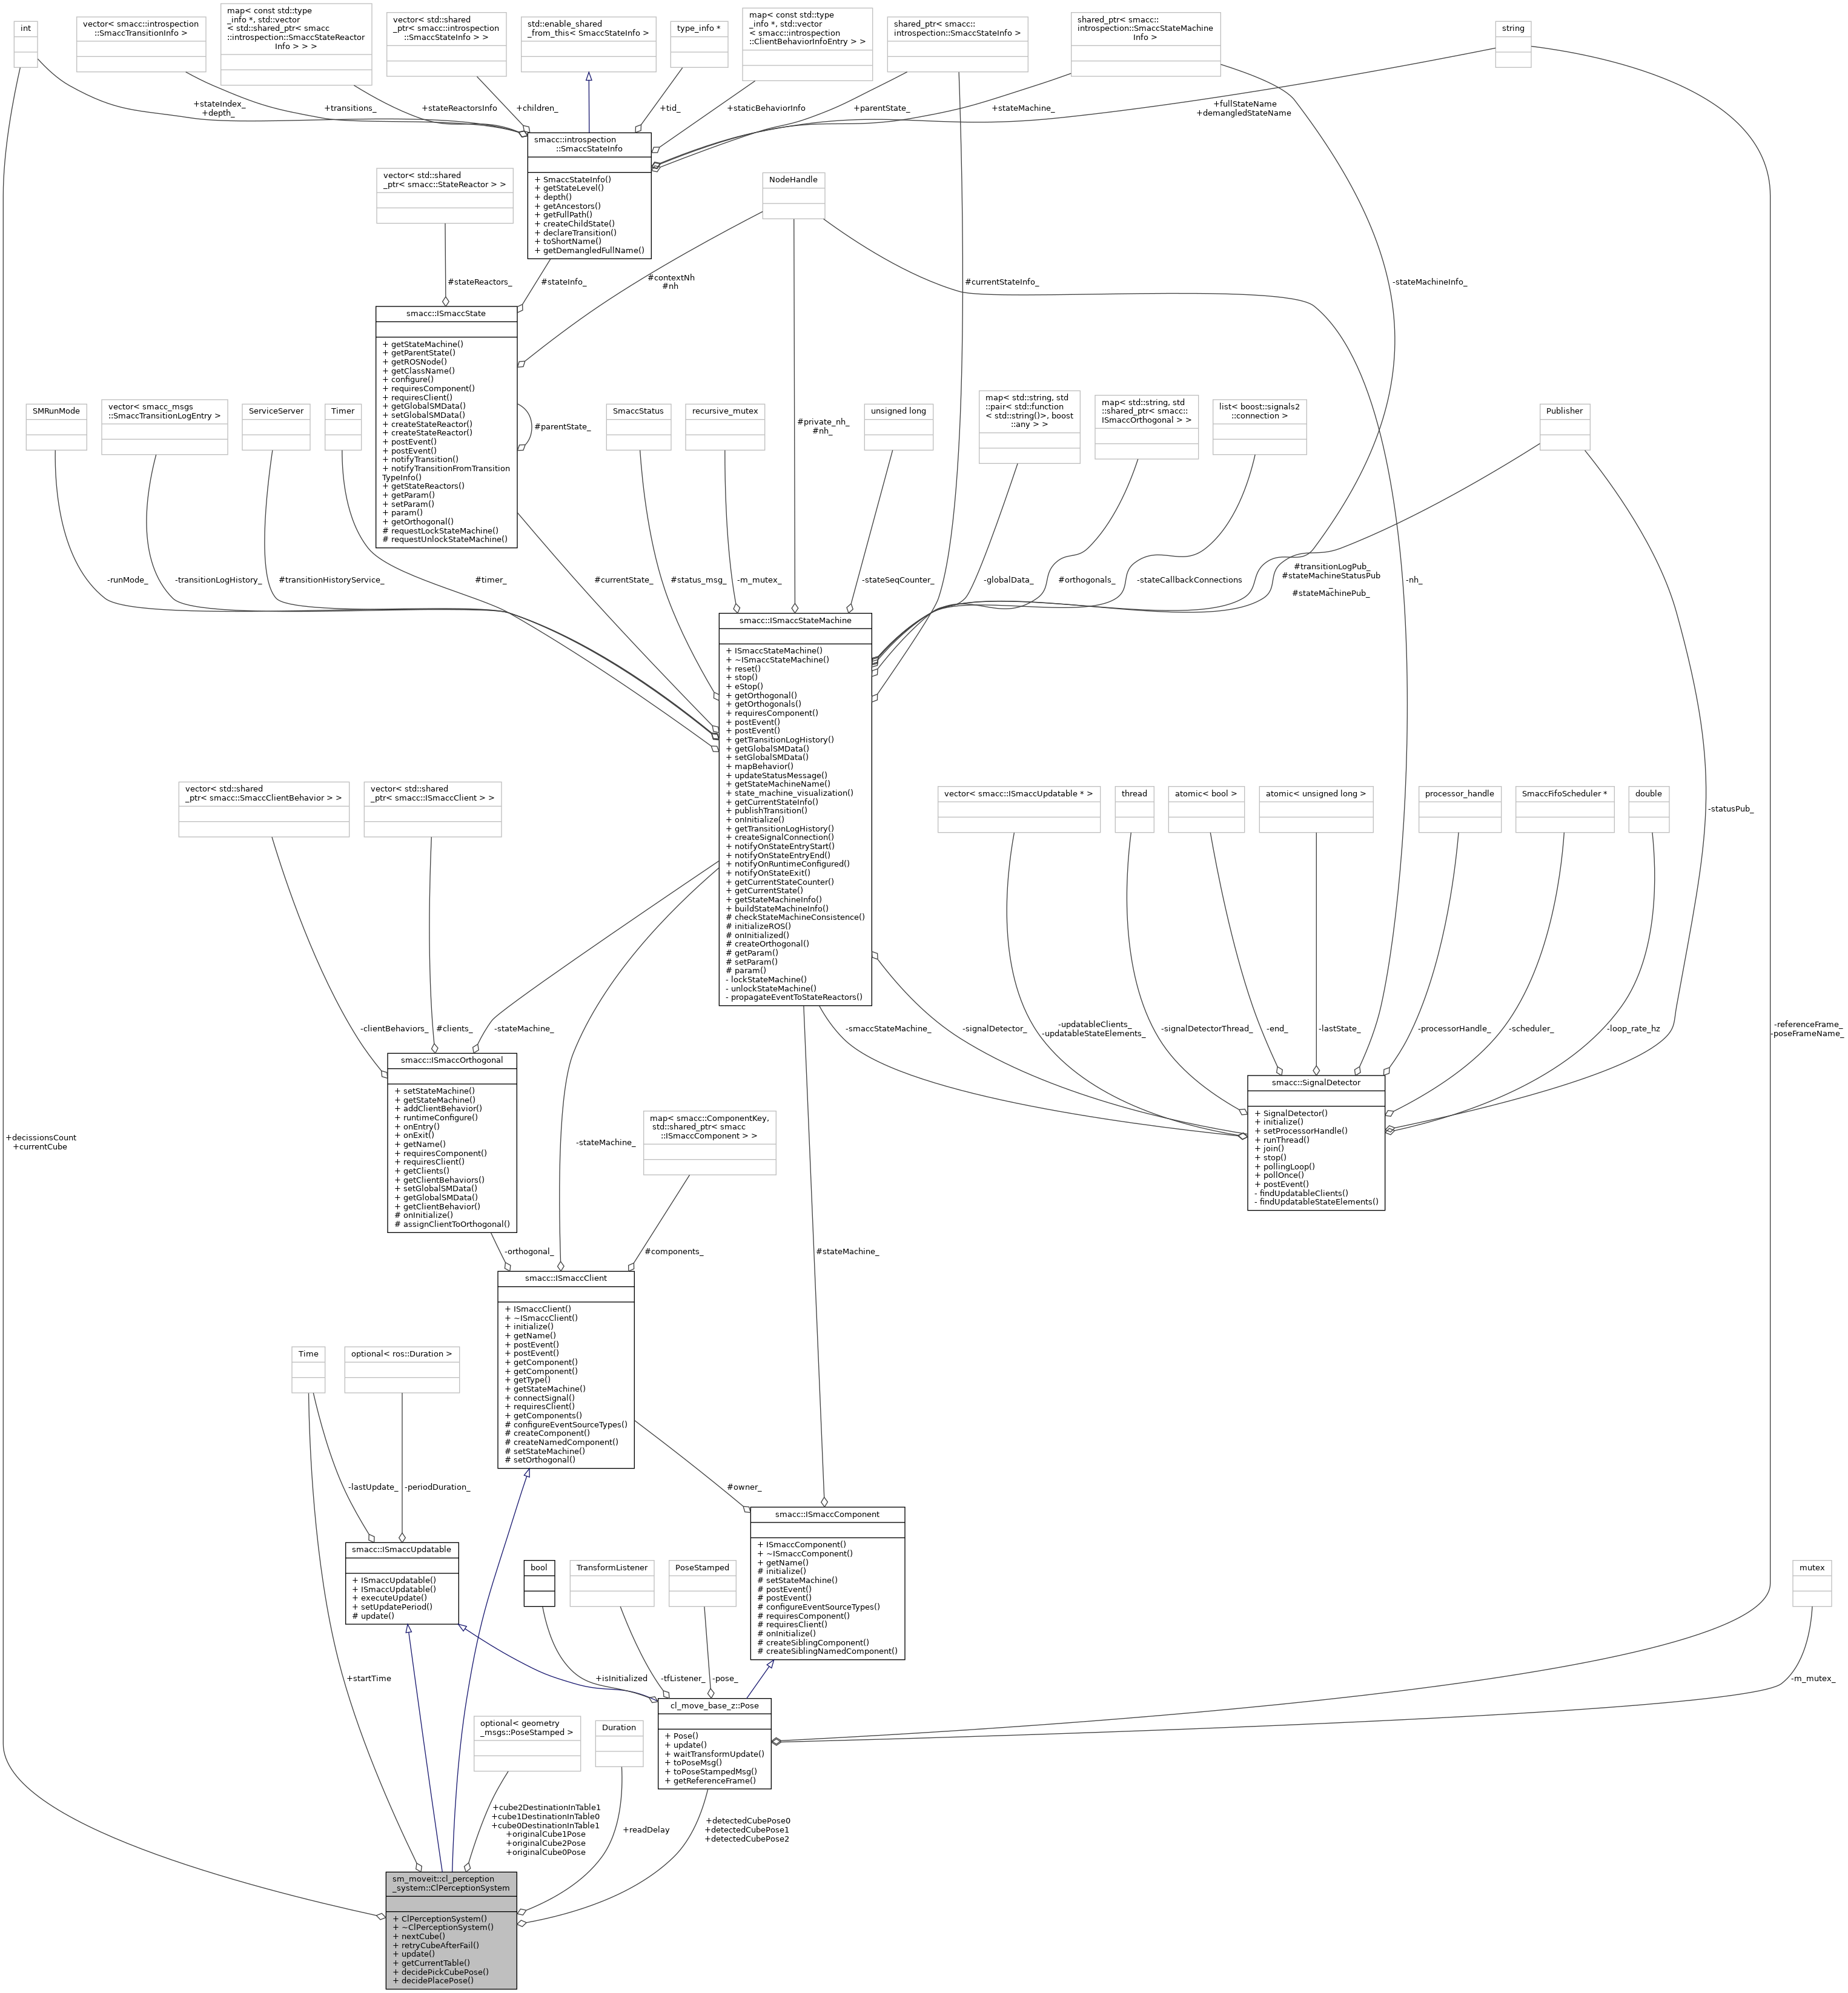 int
vector< smacc::introspection
::SmaccTransitionInfo >
map< const std::type
_info *, std::vector
< std::shared_ptr< smacc
::introspection::SmaccStateReactor
Info > > >
vector< std::shared
_ptr< smacc::introspection
::SmaccStateInfo > >
std::enable_shared
_from_this< SmaccStateInfo >
type_info *
map< const std::type
_info *, std::vector
< smacc::introspection
::ClientBehaviorInfoEntry > >
shared_ptr< smacc::
introspection::SmaccStateInfo >
shared_ptr< smacc::
introspection::SmaccStateMachine
Info >
string
+stateIndex_
+depth_
+transitions_
+stateReactorsInfo
+children_
+tid_
+staticBehaviorInfo
+parentState_
+stateMachine_
+fullStateName
+demangledStateName
smacc::introspection
::SmaccStateInfo
+ SmaccStateInfo()
+ getStateLevel()
+ depth()
+ getAncestors()
+ getFullPath()
+ createChildState()
+ declareTransition()
+ toShortName()
+ getDemangledFullName()
vector< std::shared
_ptr< smacc::StateReactor > >
NodeHandle
#stateReactors_
#stateInfo_
#contextNh
#nh
#currentStateInfo_
-stateMachineInfo_
smacc::ISmaccState
+ getStateMachine()
+ getParentState()
+ getROSNode()
+ getClassName()
+ configure()
+ requiresComponent()
+ requiresClient()
+ getGlobalSMData()
+ setGlobalSMData()
+ createStateReactor()
+ createStateReactor()
+ postEvent()
+ postEvent()
+ notifyTransition()
+ notifyTransitionFromTransition
TypeInfo()
+ getStateReactors()
+ getParam()
+ setParam()
+ param()
+ getOrthogonal()
# requestLockStateMachine()
# requestUnlockStateMachine()
#parentState_
SMRunMode
vector< smacc_msgs
::SmaccTransitionLogEntry >
ServiceServer
Timer
SmaccStatus
recursive_mutex
#private_nh_
#nh_
unsigned long
map< std::string, std
::pair< std::function
< std::string()>, boost
::any > >
map< std::string, std
::shared_ptr< smacc::
ISmaccOrthogonal > >
list< boost::signals2
::connection >
Publisher
-runMode_
-transitionLogHistory_
#transitionHistoryService_
#timer_
#currentState_
#status_msg_
-m_mutex_
-stateSeqCounter_
-globalData_
#orthogonals_
-stateCallbackConnections
#transitionLogPub_
#stateMachineStatusPub
_
#stateMachinePub_
-nh_
smacc::ISmaccStateMachine
+ ISmaccStateMachine()
+ ~ISmaccStateMachine()
+ reset()
+ stop()
+ eStop()
+ getOrthogonal()
+ getOrthogonals()
+ requiresComponent()
+ postEvent()
+ postEvent()
+ getTransitionLogHistory()
+ getGlobalSMData()
+ setGlobalSMData()
+ mapBehavior()
+ updateStatusMessage()
+ getStateMachineName()
+ state_machine_visualization()
+ getCurrentStateInfo()
+ publishTransition()
+ onInitialize()
+ getTransitionLogHistory()
+ createSignalConnection()
+ notifyOnStateEntryStart()
+ notifyOnStateEntryEnd()
+ notifyOnRuntimeConfigured()
+ notifyOnStateExit()
+ getCurrentStateCounter()
+ getCurrentState()
+ getStateMachineInfo()
+ buildStateMachineInfo()
# checkStateMachineConsistence()
# initializeROS()
# onInitialized()
# createOrthogonal()
# getParam()
# setParam()
# param()
- lockStateMachine()
- unlockStateMachine()
- propagateEventToStateReactors()
vector< std::shared
_ptr< smacc::SmaccClientBehavior > >
vector< std::shared
_ptr< smacc::ISmaccClient > >
vector< smacc::ISmaccUpdatable * >
thread
atomic< bool >
atomic< unsigned long >
processor_handle
SmaccFifoScheduler *
double
-statusPub_
-clientBehaviors_
#clients_
-stateMachine_
-smaccStateMachine_
-signalDetector_
-updatableClients_
-updatableStateElements_
-signalDetectorThread_
-end_
-lastState_
-processorHandle_
-scheduler_
-loop_rate_hz
-referenceFrame_
-poseFrameName_
smacc::ISmaccOrthogonal
+ setStateMachine()
+ getStateMachine()
+ addClientBehavior()
+ runtimeConfigure()
+ onEntry()
+ onExit()
+ getName()
+ requiresComponent()
+ requiresClient()
+ getClients()
+ getClientBehaviors()
+ setGlobalSMData()
+ getGlobalSMData()
+ getClientBehavior()
# onInitialize()
# assignClientToOrthogonal()
smacc::SignalDetector
+ SignalDetector()
+ initialize()
+ setProcessorHandle()
+ runThread()
+ join()
+ stop()
+ pollingLoop()
+ pollOnce()
+ postEvent()
- findUpdatableClients()
- findUpdatableStateElements()
+decissionsCount
+currentCube
-stateMachine_
map< smacc::ComponentKey,
std::shared_ptr< smacc
::ISmaccComponent > >
-orthogonal_
#components_
#stateMachine_
smacc::ISmaccClient
+ ISmaccClient()
+ ~ISmaccClient()
+ initialize()
+ getName()
+ postEvent()
+ postEvent()
+ getComponent()
+ getComponent()
+ getType()
+ getStateMachine()
+ connectSignal()
+ requiresClient()
+ getComponents()
# configureEventSourceTypes()
# createComponent()
# createNamedComponent()
# setStateMachine()
# setOrthogonal()
Time
optional< ros::Duration >
-lastUpdate_
-periodDuration_
#owner_
smacc::ISmaccComponent
+ ISmaccComponent()
+ ~ISmaccComponent()
+ getName()
# initialize()
# setStateMachine()
# postEvent()
# postEvent()
# configureEventSourceTypes()
# requiresComponent()
# requiresClient()
# onInitialize()
# createSiblingComponent()
# createSiblingNamedComponent()
smacc::ISmaccUpdatable
+ ISmaccUpdatable()
+ ISmaccUpdatable()
+ executeUpdate()
+ setUpdatePeriod()
# update()
bool
TransformListener
PoseStamped
mutex
+startTime
+isInitialized
-tfListener_
-pose_
-m_mutex_
cl_move_base_z::Pose
+ Pose()
+ update()
+ waitTransformUpdate()
+ toPoseMsg()
+ toPoseStampedMsg()
+ getReferenceFrame()
optional< geometry
_msgs::PoseStamped >
Duration
+cube2DestinationInTable1
+cube1DestinationInTable0
+cube0DestinationInTable1
+originalCube1Pose
+originalCube2Pose
+originalCube0Pose
+readDelay
+detectedCubePose0
+detectedCubePose1
+detectedCubePose2
sm_moveit::cl_perception
_system::ClPerceptionSystem
+ ClPerceptionSystem()
+ ~ClPerceptionSystem()
+ nextCube()
+ retryCubeAfterFail()
+ update()
+ getCurrentTable()
+ decidePickCubePose()
+ decidePlacePose()